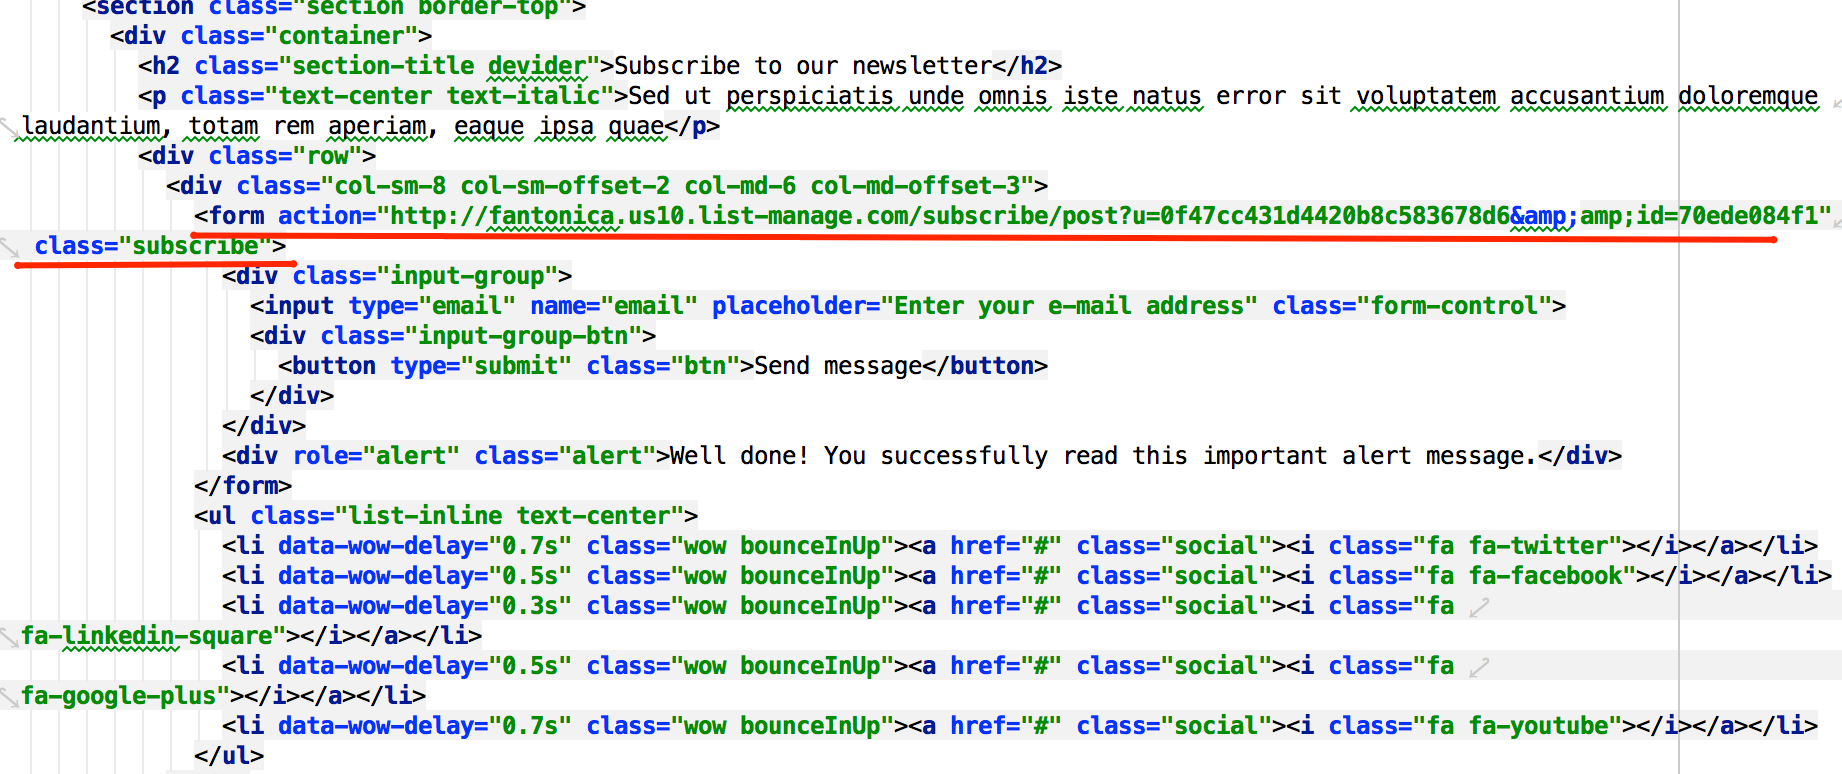 <section class="section border-top">
<div class="container">
<h2 class="section-title devider">Subscribe to our newsletter</h2>
<p class="text-center text-italic">Sed ut perspiciatis unde omnis iste natus error sit voluptatem accusantium doloremque
laudantium, totam rem aperiam, eaque ipsa quae</p>
<div class="row">
<div class="col-sm-8 col-sm-offset-2 col-md-6 col-md-offset-3">
<form action="http://fantonica.us10.list-manage.com/subscribe/post?u=0f47cc431d4420b8c583678d6&amp;amp;id=70ede084f1"
class="subscribe">
<div class="input-group">
<input type="email" name="email" placeholder="Enter your e-mail address" class="form-control">
<div class="input-group-btn">
<button type="submit" class="btn">Send message</button>
</div>
</div>
<div role="alert" class="alert">Well done! You successfully read this important alert message.</div>
</form>
<ul class="list-inline text-center">
<li data-wow-delay="0.7s" class="wow bounceInUp"><a href="#" class="social"><i class="fa fa-twitter"></i></a></li>
<li data-wow-delay="0.5s" class="wow bounceInUp"><a href="#" class="social"><i class="fa fa-facebook"></i></a></li>
<li data-wow-delay="0.3s" class="wow bounceInUp"><a href="#" class="social"><i class="fa
fa-linkedin-square"></i></a></li>
<li data-wow-delay="0.5s" class="wow bounceInUp"><a href="#" class="social"><i class="fa
fa-google-plus"></i></a></li>
<li data-wow-delay="0.7s" class="wow bounceInUp"><a href="#" class="social"><i class="fa fa-youtube"></i></a></li>
</ul>